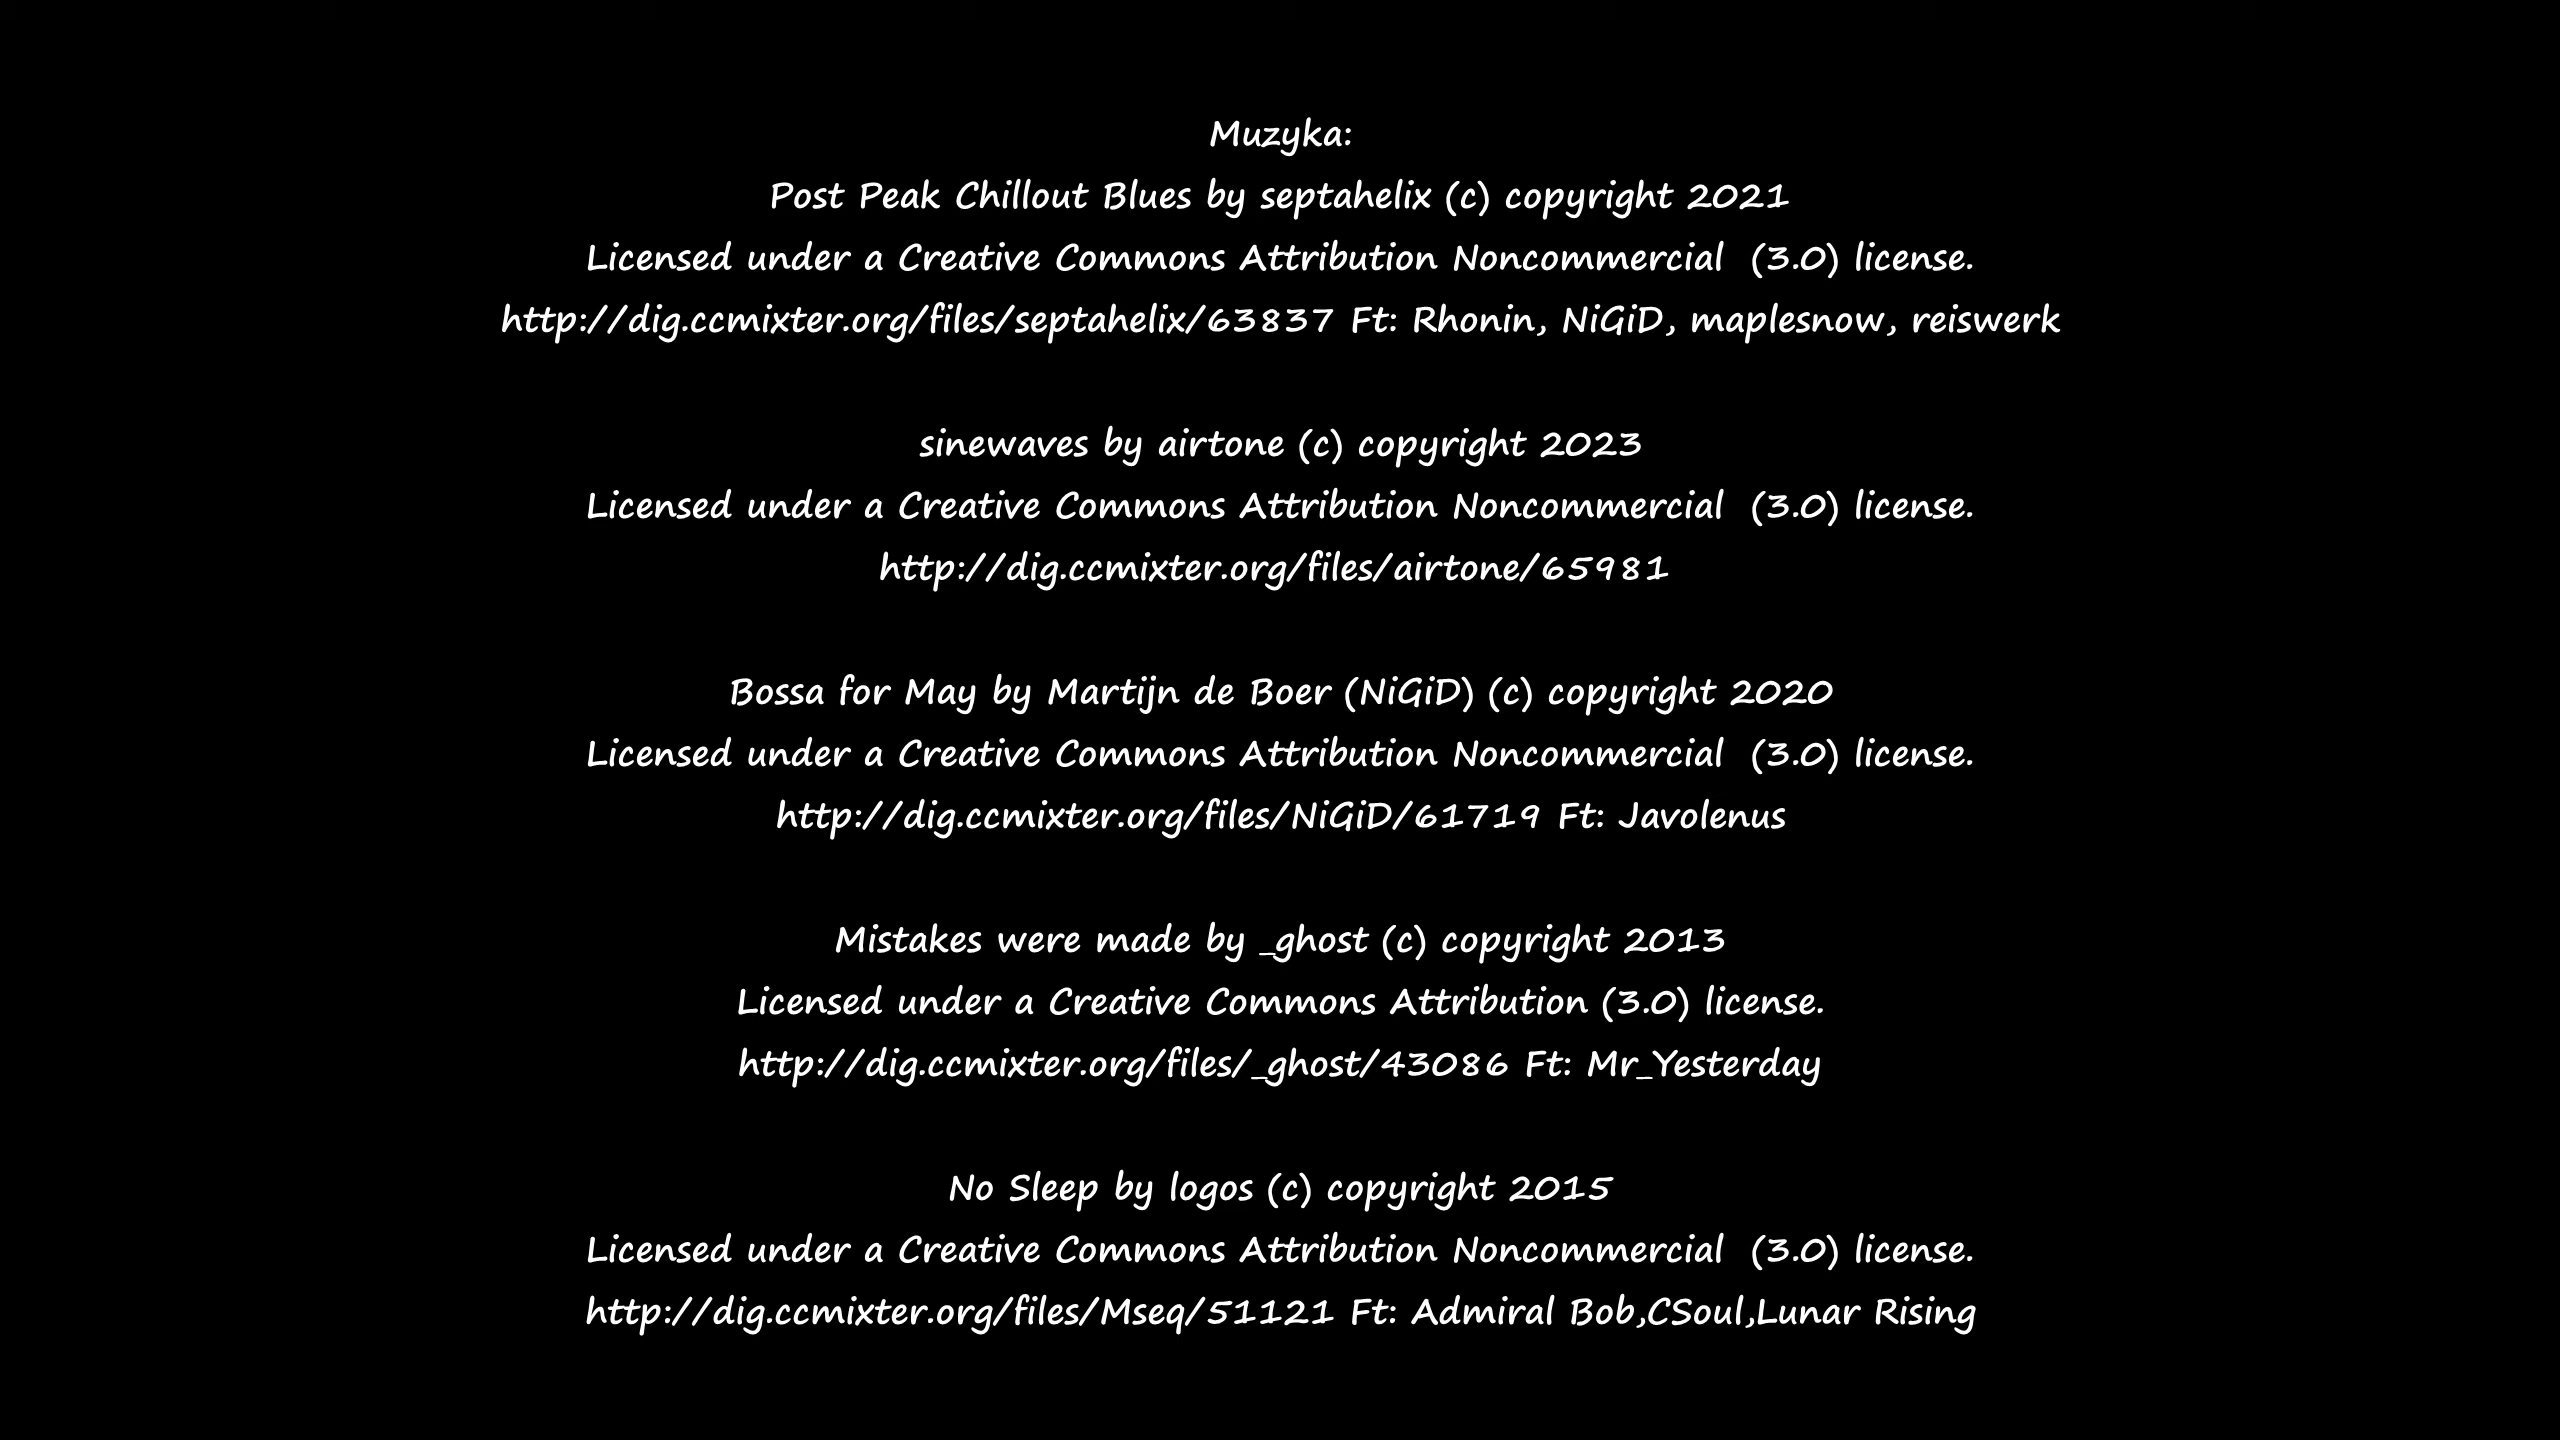 Muzyka:
Post Peak Chillout Blues by septahelix (c) copyright 2021
Licensed under a Creative Commons Attribution Noncommercial  (3.0) license.
http://dig.ccmixter.org/files/septahelix/63837 Ft: Rhonin, NiGiD, maplesnow, reiswerk
sinewaves by airtone (c) copyright 2023
Licensed under a Creative Commons Attribution Noncommercial  (3.0) license.
http://dig.ccmixter.org/files/airtone/65981
Bossa for May by Martijn de Boer (NiGiD) (c) copyright 2020
Licensed under a Creative Commons Attribution Noncommercial  (3.0) license.
http://dig.ccmixter.org/files/NiGiD/61719 Ft: Javolenus
Mistakes were made by _ghost (c) copyright 2013
Licensed under a Creative Commons Attribution (3.0) license.
http://dig.ccmixter.org/files/_ghost/43086 Ft: Mr_Yesterday
No Sleep by logos (c) copyright 2015
Licensed under a Creative Commons Attribution Noncommercial  (3.0) license.
http://dig.ccmixter.org/files/Mseq/51121 Ft: Admiral Bob,CSoul,Lunar Rising